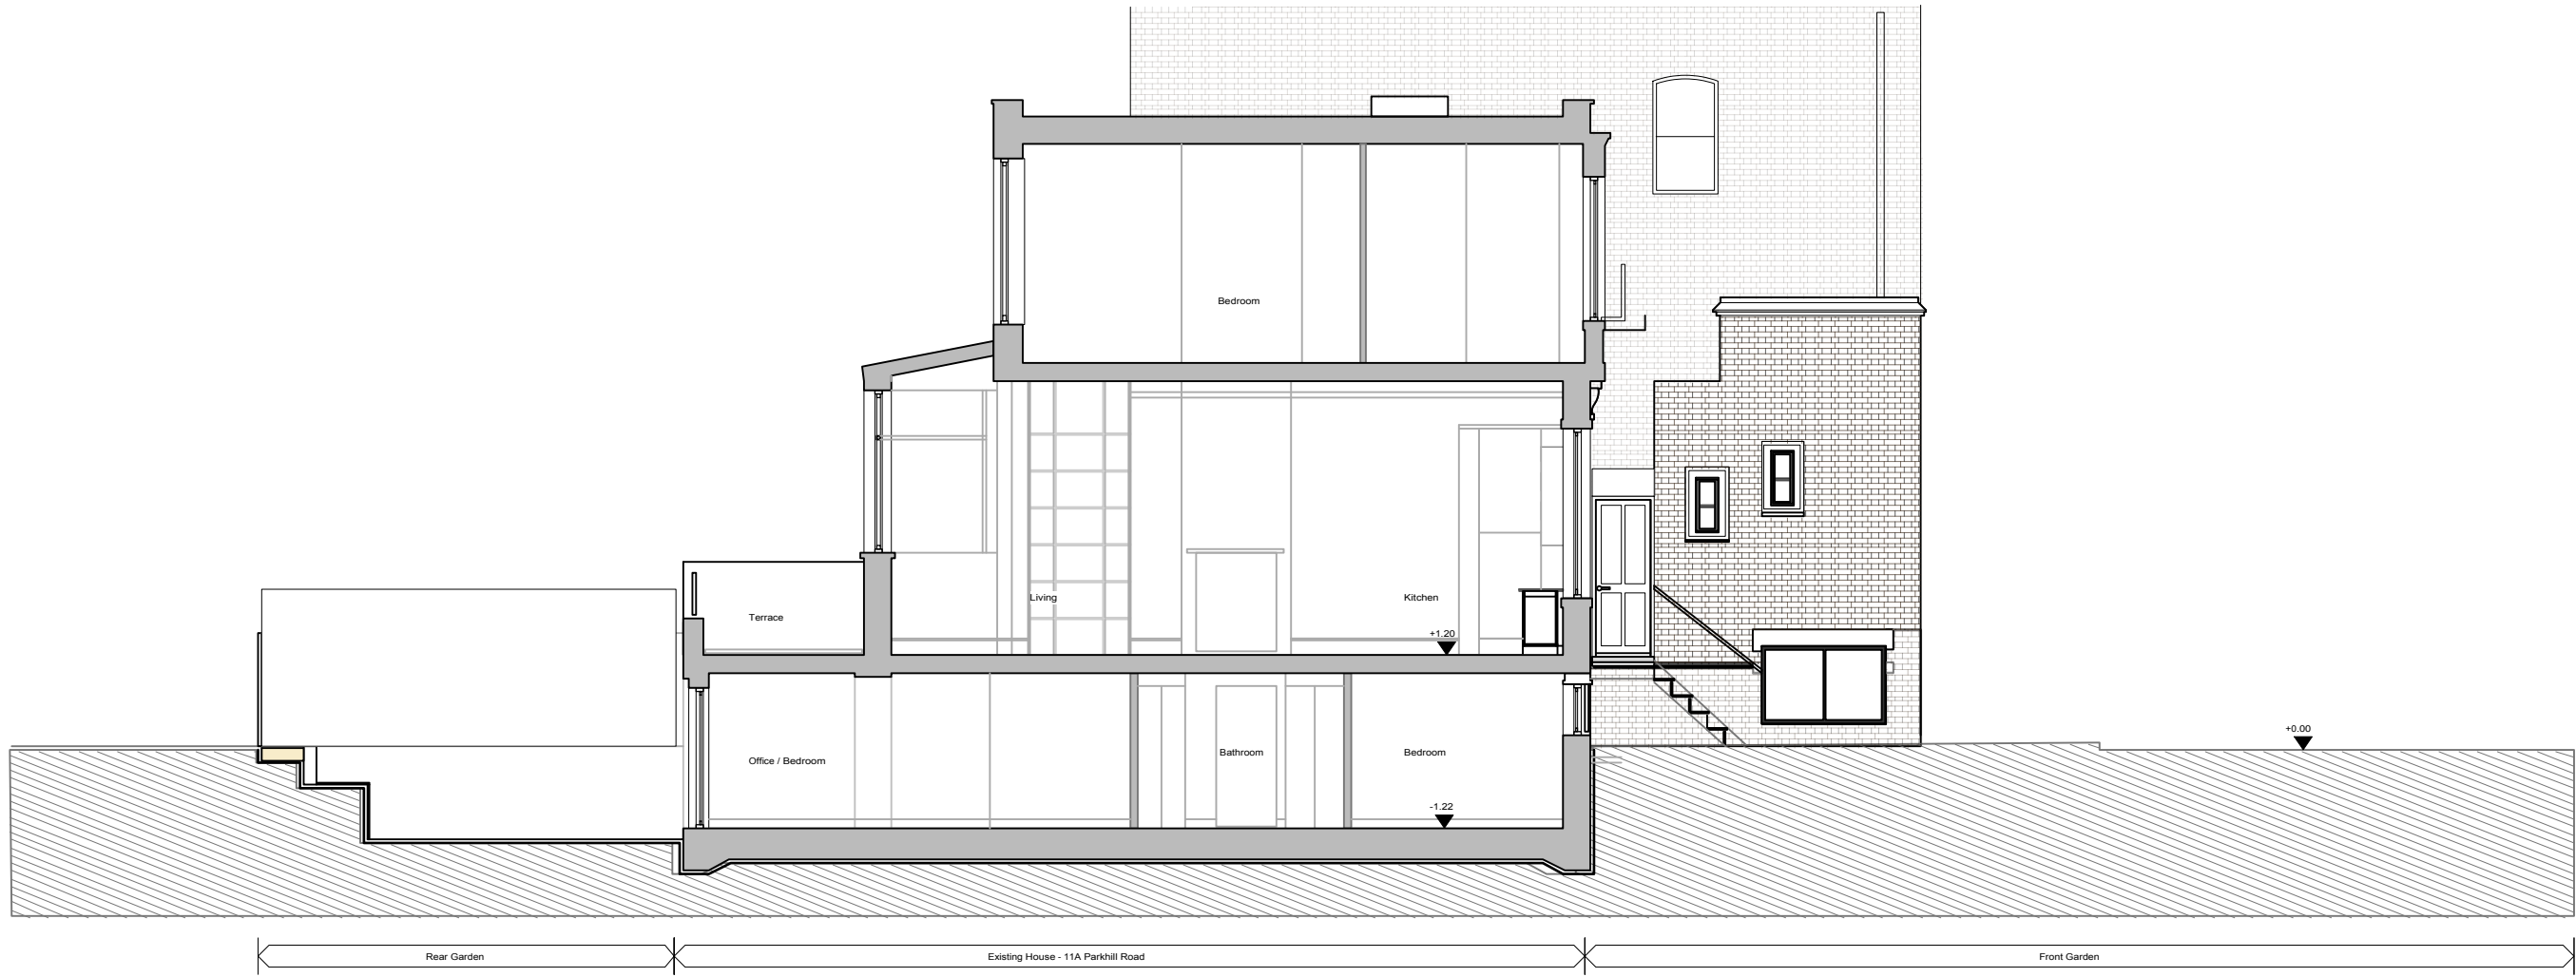 Bedroom
Living
Kitchen
Terrace
+1.20
+0.00
Bathroom
Bedroom
Office / Bedroom
-1.22
Rear Garden
Existing House - 11A Parkhill Road
Front Garden